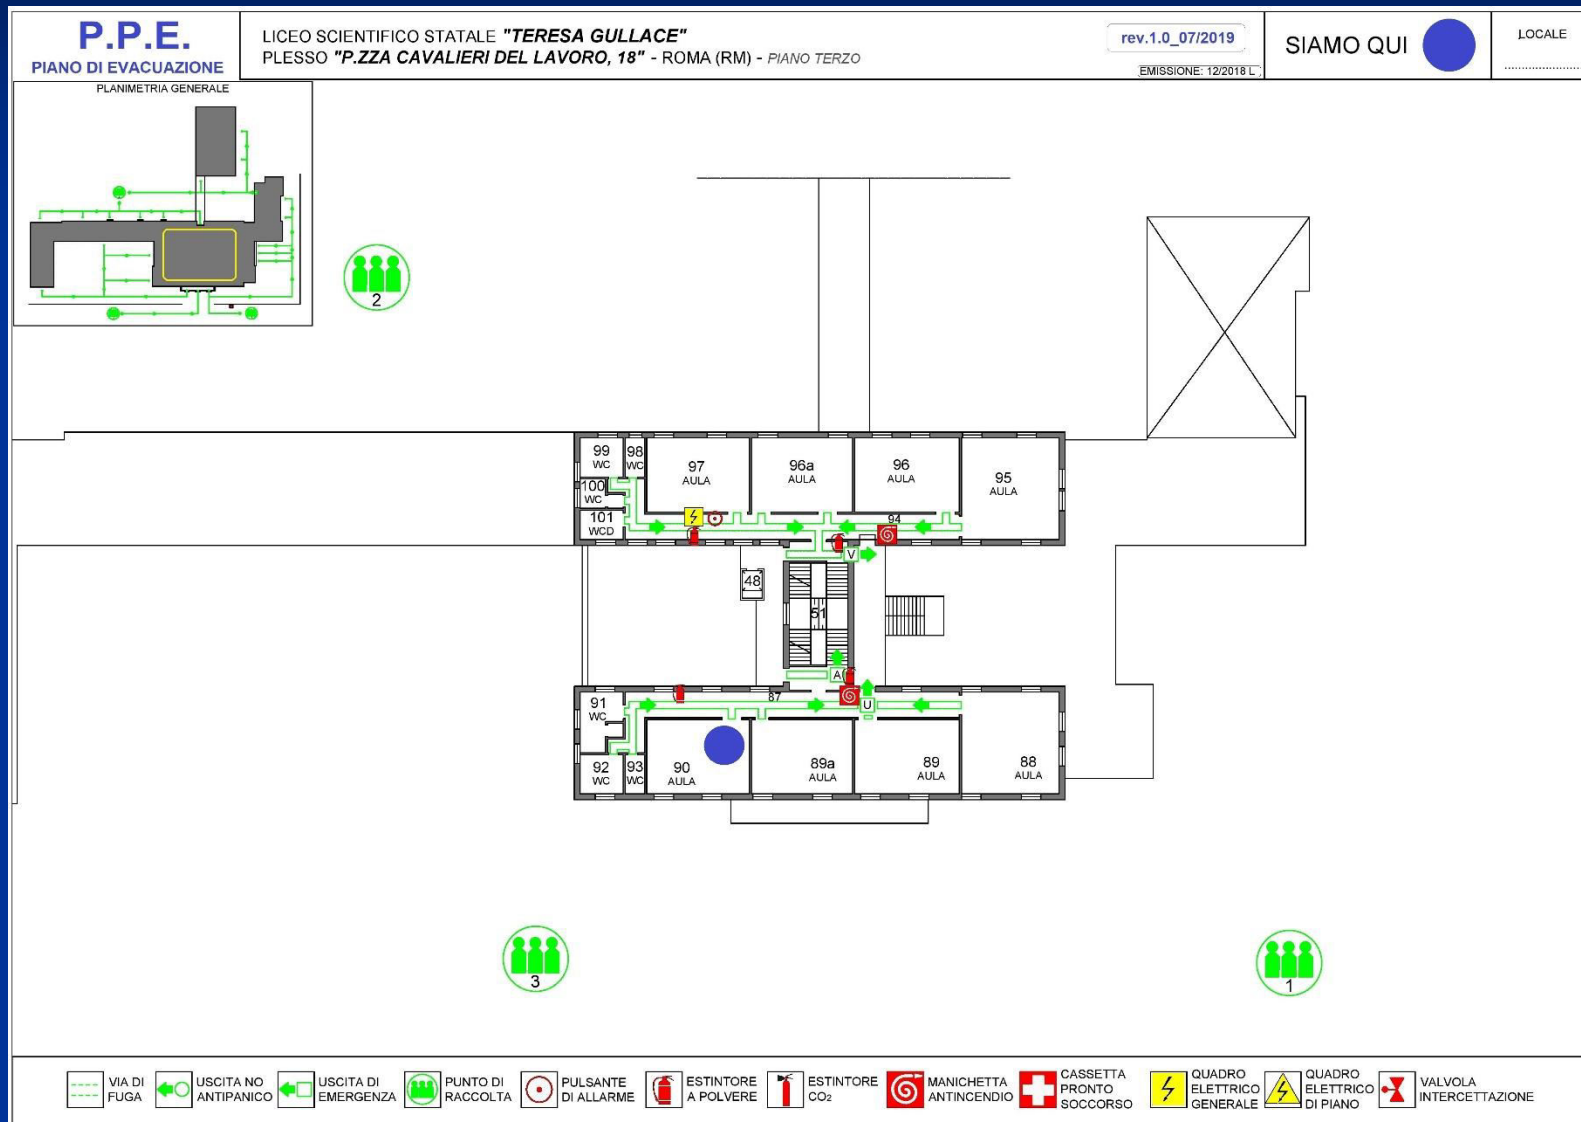 P.P.E.
PIANO DI EVACUAZIONE
LICEO SCIENTIFICO STATALE "TERESA GULLACE"
PLESSO "P.ZZA CAVALIERI DEL LAVORO, 18" - ROMA (RM) - PIANO TERZO
rev.1.0_07/2019
EMISSIONE: 12/2018 L
SIAMO QUI
LOCALE
PLANIMETRIA GENERALE
2
99
WC
98
WC
97
AULA
96a
AULA
96
AULA
95
AULA
100
WC
101
WCD
94
V
48
51
A
87
U
91
WC
92
WC
93
WC
90
AULA
89a
AULA
89
AULA
88
AULA
3
1
VIA DI
FUGA
USCITA NO
ANTIPANICO
USCITA DI
EMERGENZA
PUNTO DI
RACCOLTA
PULSANTE
DI ALLARME
ESTINTORE
A POLVERE
ESTINTORE
CO₂
MANICHETTA
ANTINCENDIO
CASSETTA
PRONTO
SOCCORSO
QUADRO
ELETTRICO
GENERALE
QUADRO
ELETTRICO
DI PIANO
VALVOLA
INTERCETTAZIONE